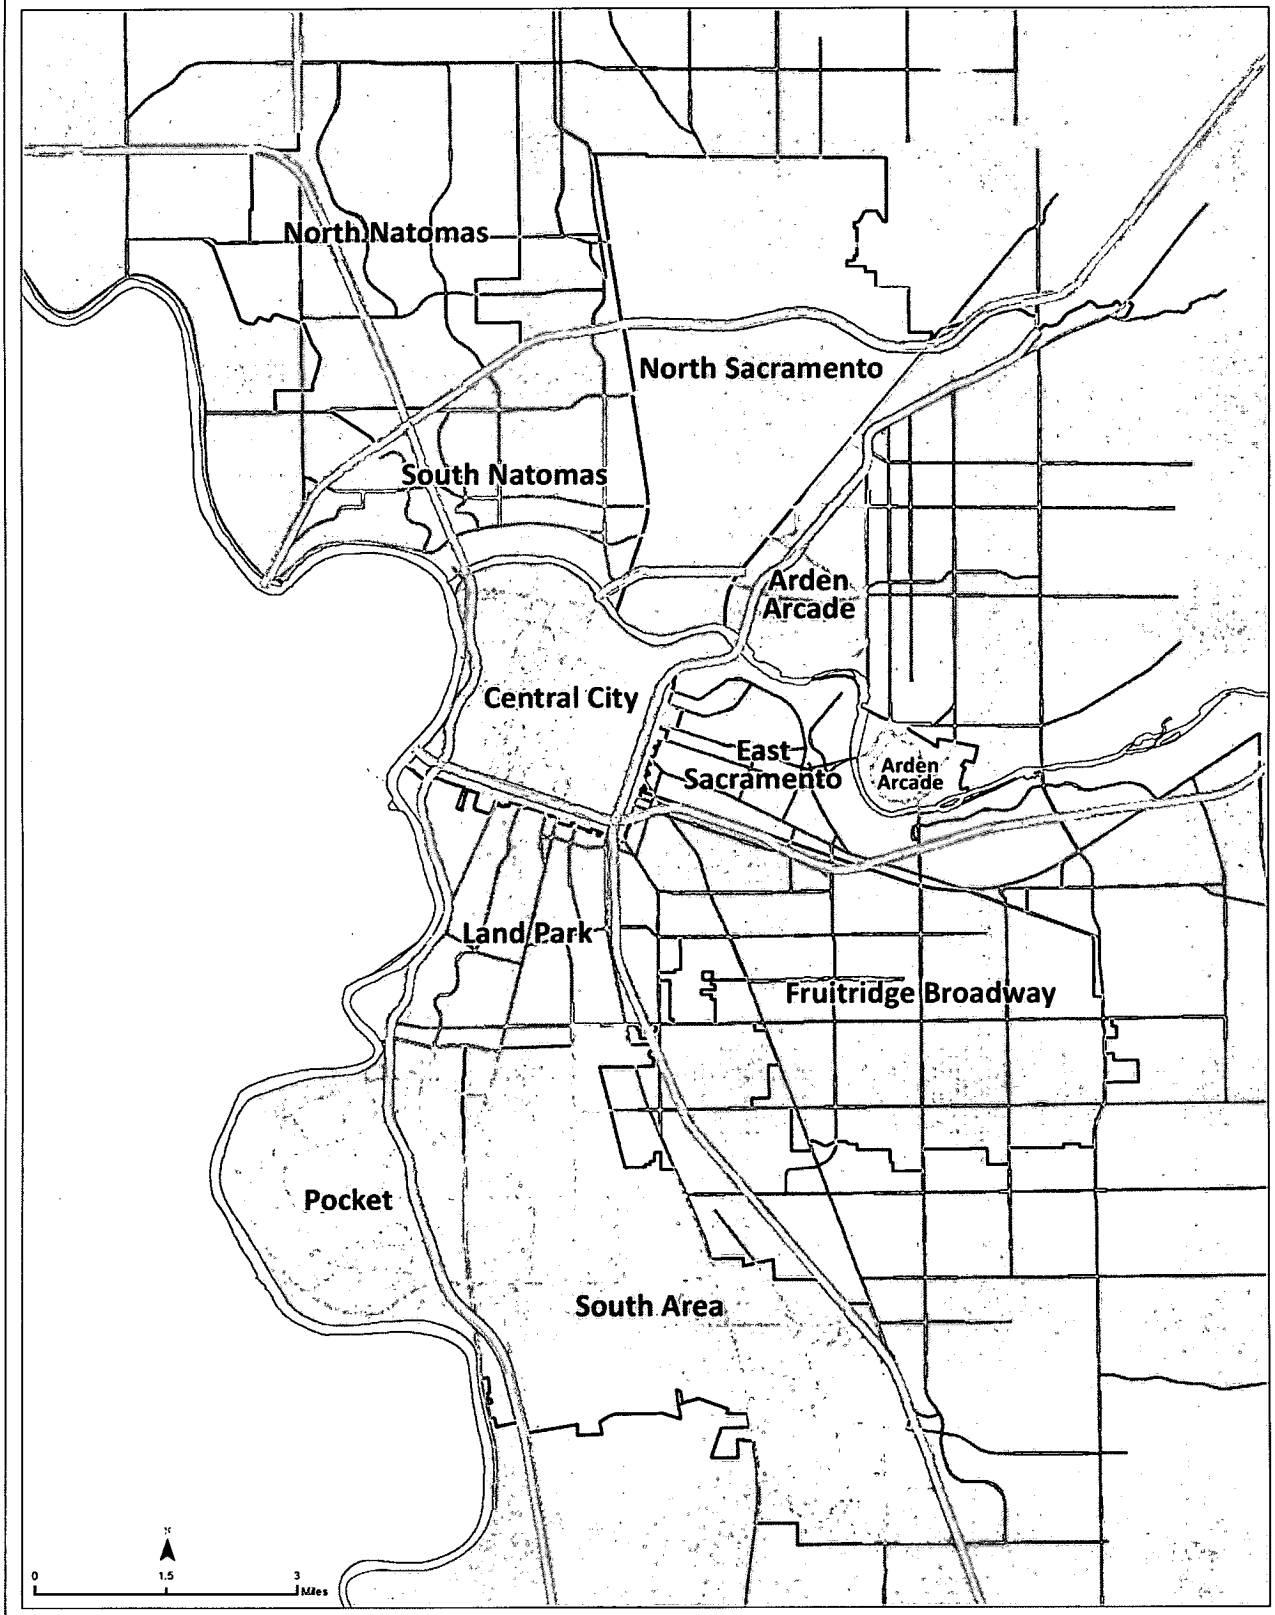 North Natomas
North Sacramento
South Natomas
Arden
Arcade
Central City
East
Sacramento
Arden
Arcade
Land Park
Fruitridge Broadway
Pocket
South Area
0 1.5 3
Miles